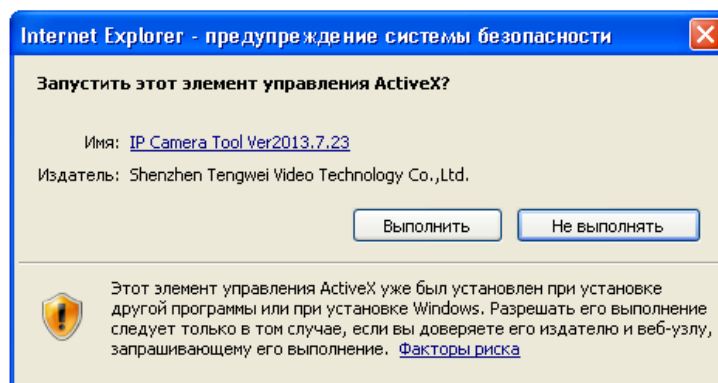 Internet Explorer - предупреждение системы безопасности
Запустить этот элемент управления ActiveX?
Имя: IP Camera Tool Ver2013.7.23
Издатель: Shenzhen Tengwei Video Technology Co.,Ltd.
Выполнить Не выполнять
Этот элемент управления ActiveX уже был установлен при установке
другой программы или при установке Windows. Разрешать его выполнение
следует только в том случае, если вы доверяете его издателю и веб-узлу,
запрашивающему его выполнение. Факторы риска